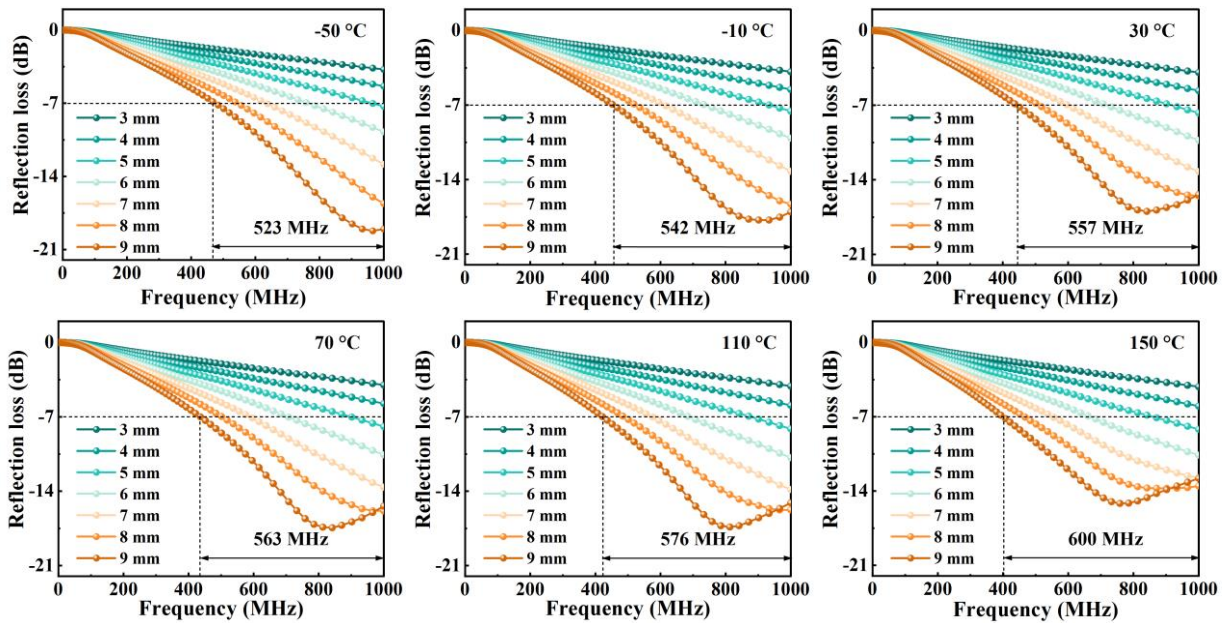 -50 °C
Reflection loss (dB)
0
-7
-14
-21
3 mm
4 mm
5 mm
6 mm
7 mm
8 mm
9 mm
523 MHz
0 200 400 600 800 1000
Frequency (MHz)
-10 °C
Reflection loss (dB)
0
-7
-14
-21
3 mm
4 mm
5 mm
6 mm
7 mm
8 mm
9 mm
542 MHz
0 200 400 600 800 1000
Frequency (MHz)
30 °C
Reflection loss (dB)
0
-7
-14
-21
3 mm
4 mm
5 mm
6 mm
7 mm
8 mm
9 mm
557 MHz
0 200 400 600 800 1000
Frequency (MHz)
70 °C
Reflection loss (dB)
0
-7
-14
-21
3 mm
4 mm
5 mm
6 mm
7 mm
8 mm
9 mm
563 MHz
0 200 400 600 800 1000
Frequency (MHz)
110 °C
Reflection loss (dB)
0
-7
-14
-21
3 mm
4 mm
5 mm
6 mm
7 mm
8 mm
9 mm
576 MHz
0 200 400 600 800 1000
Frequency (MHz)
150 °C
Reflection loss (dB)
0
-7
-14
-21
3 mm
4 mm
5 mm
6 mm
7 mm
8 mm
9 mm
600 MHz
0 200 400 600 800 1000
Frequency (MHz)